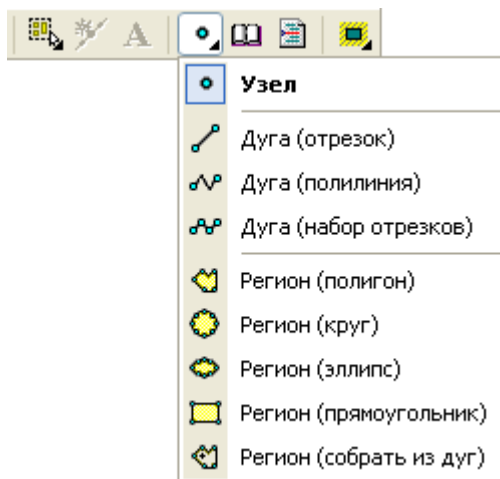 A
Узел
Дуга (отрезок)
Дуга (полилиния)
Дуга (набор отрезков)
Регион (полигон)
Регион (круг)
Регион (эллипс)
Регион (прямоугольник)
Регион (собрать из дуг)